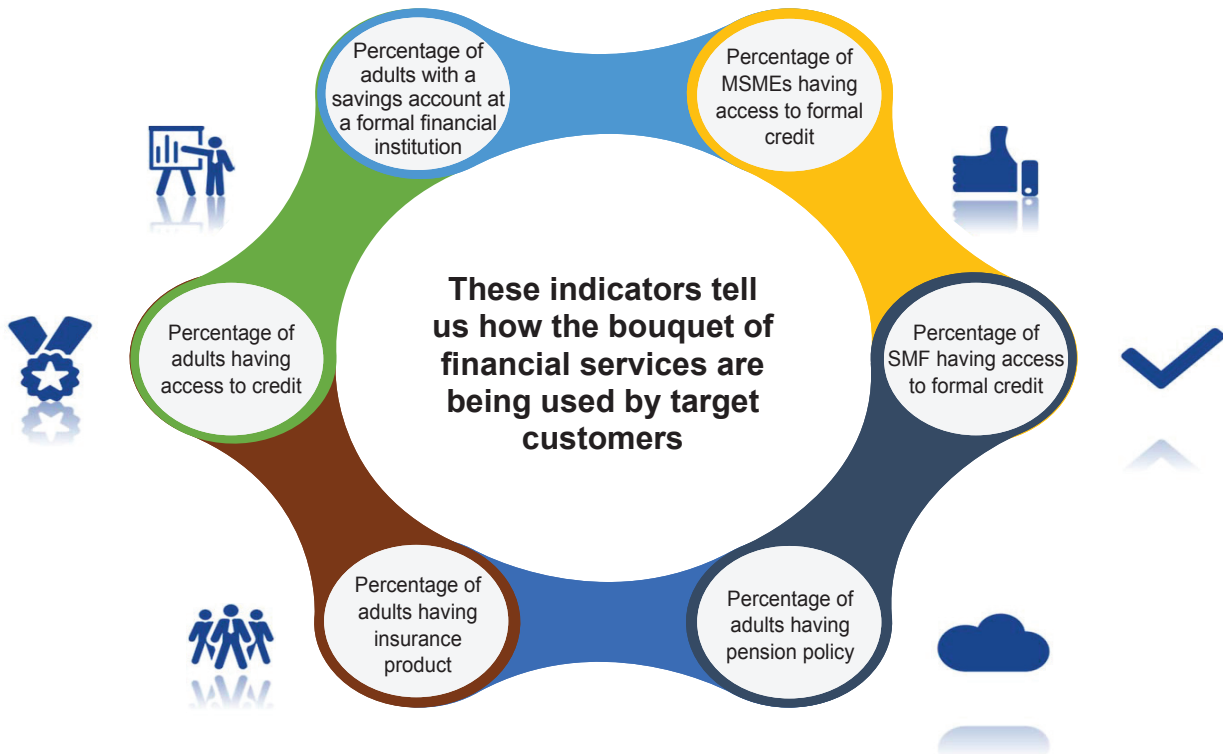 Percentage of
adults with a
savings account at
a formal financial
institution
Percentage of
MSMEs having
access to formal
credit
Percentage of
adults having
access to credit
These indicators tell
us how the bouquet of
financial services are
being used by target
customers
Percentage of
SMF having access
to formal credit
Percentage of
adults having
insurance
product
Percentage of
adults having
pension policy